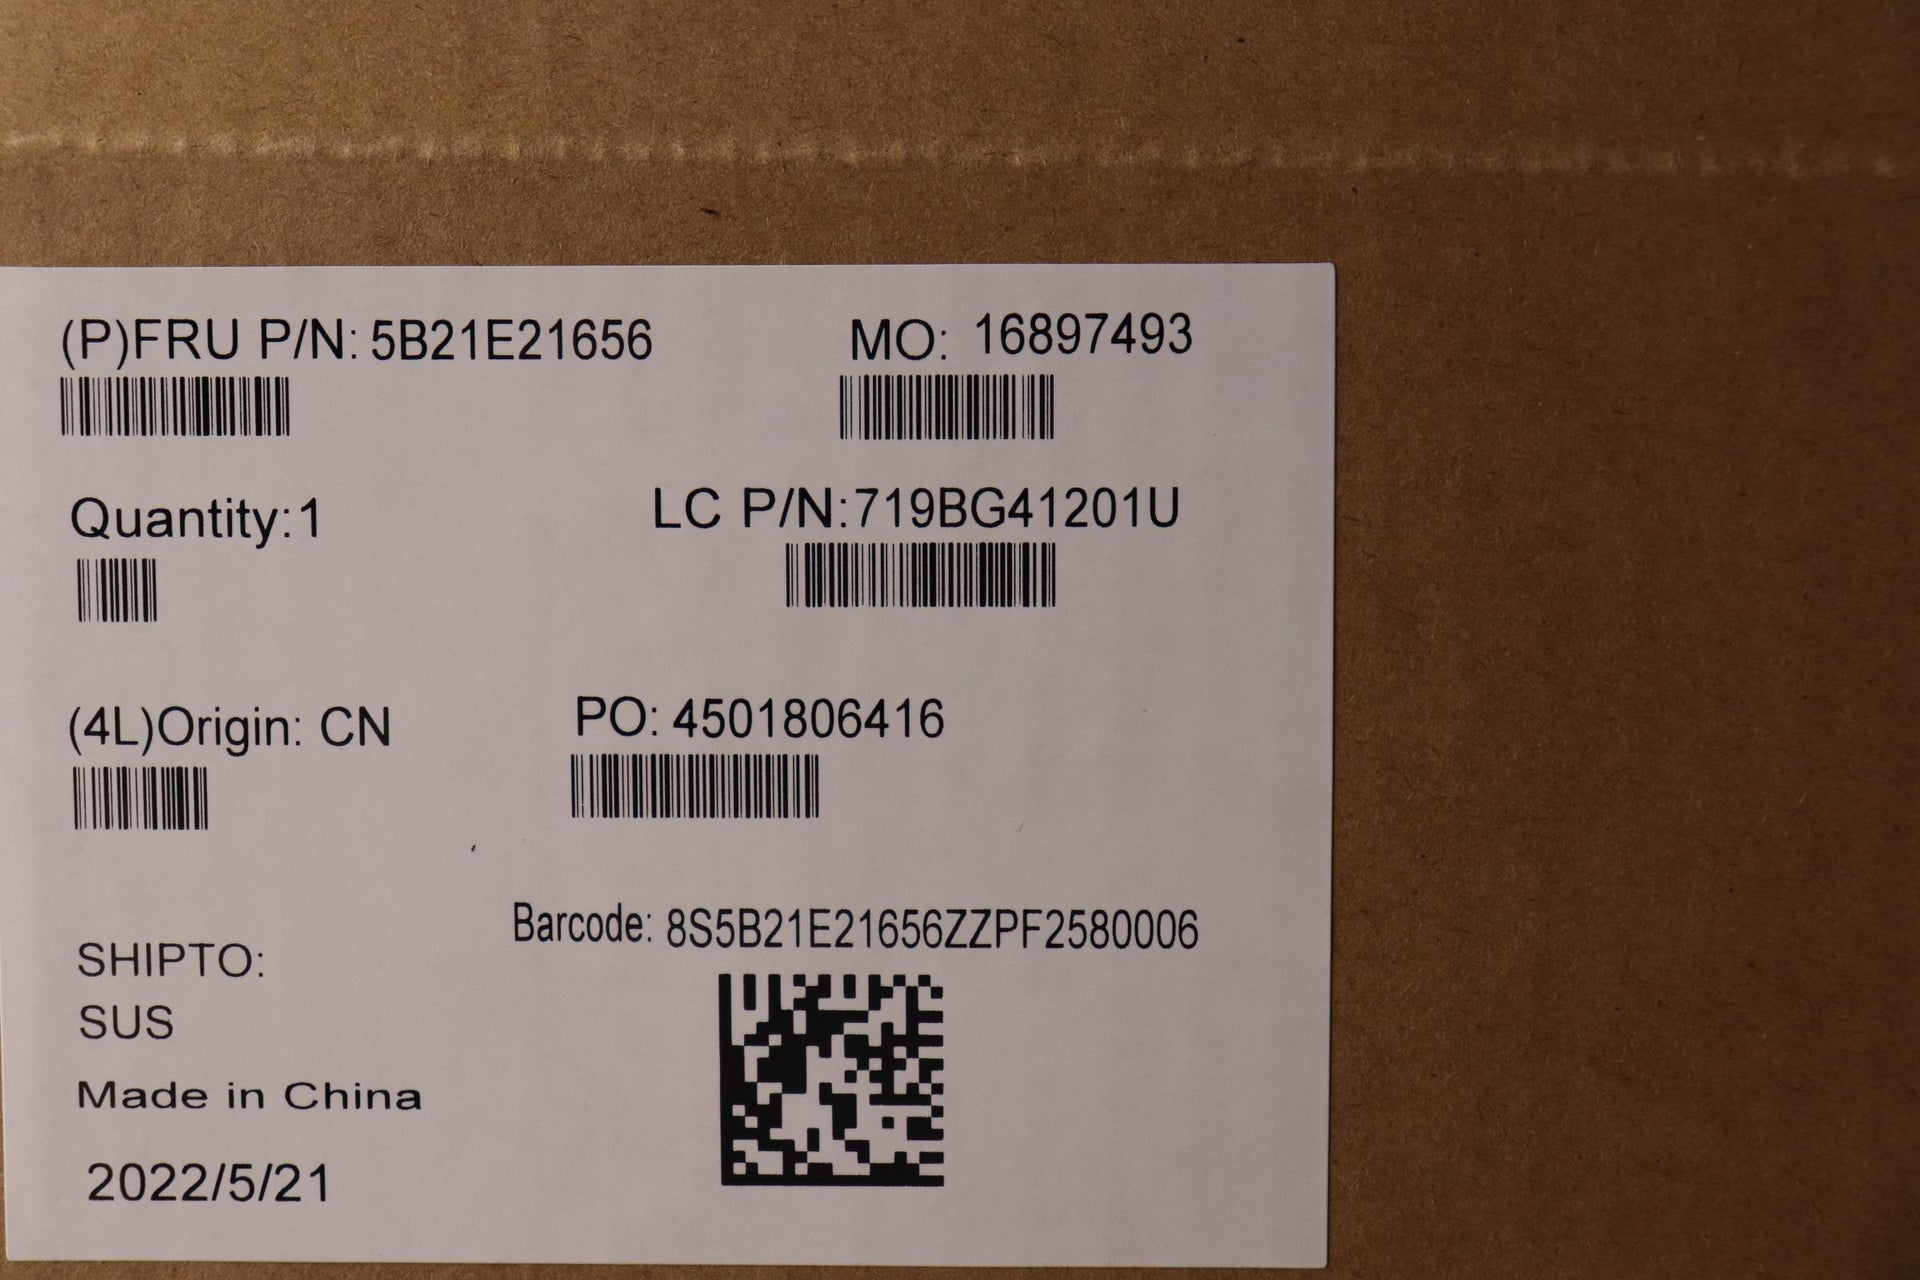 (P)FRU P/N: 5B21E21656
MO: 16897493
Quantity:1
LC P/N:719BG41201U
(4L)Origin: CN
PO: 4501806416
Barcode: 8S5B21E21656ZZPF2580006
SHIPTO:
SUS
Made in China
2022/5/21